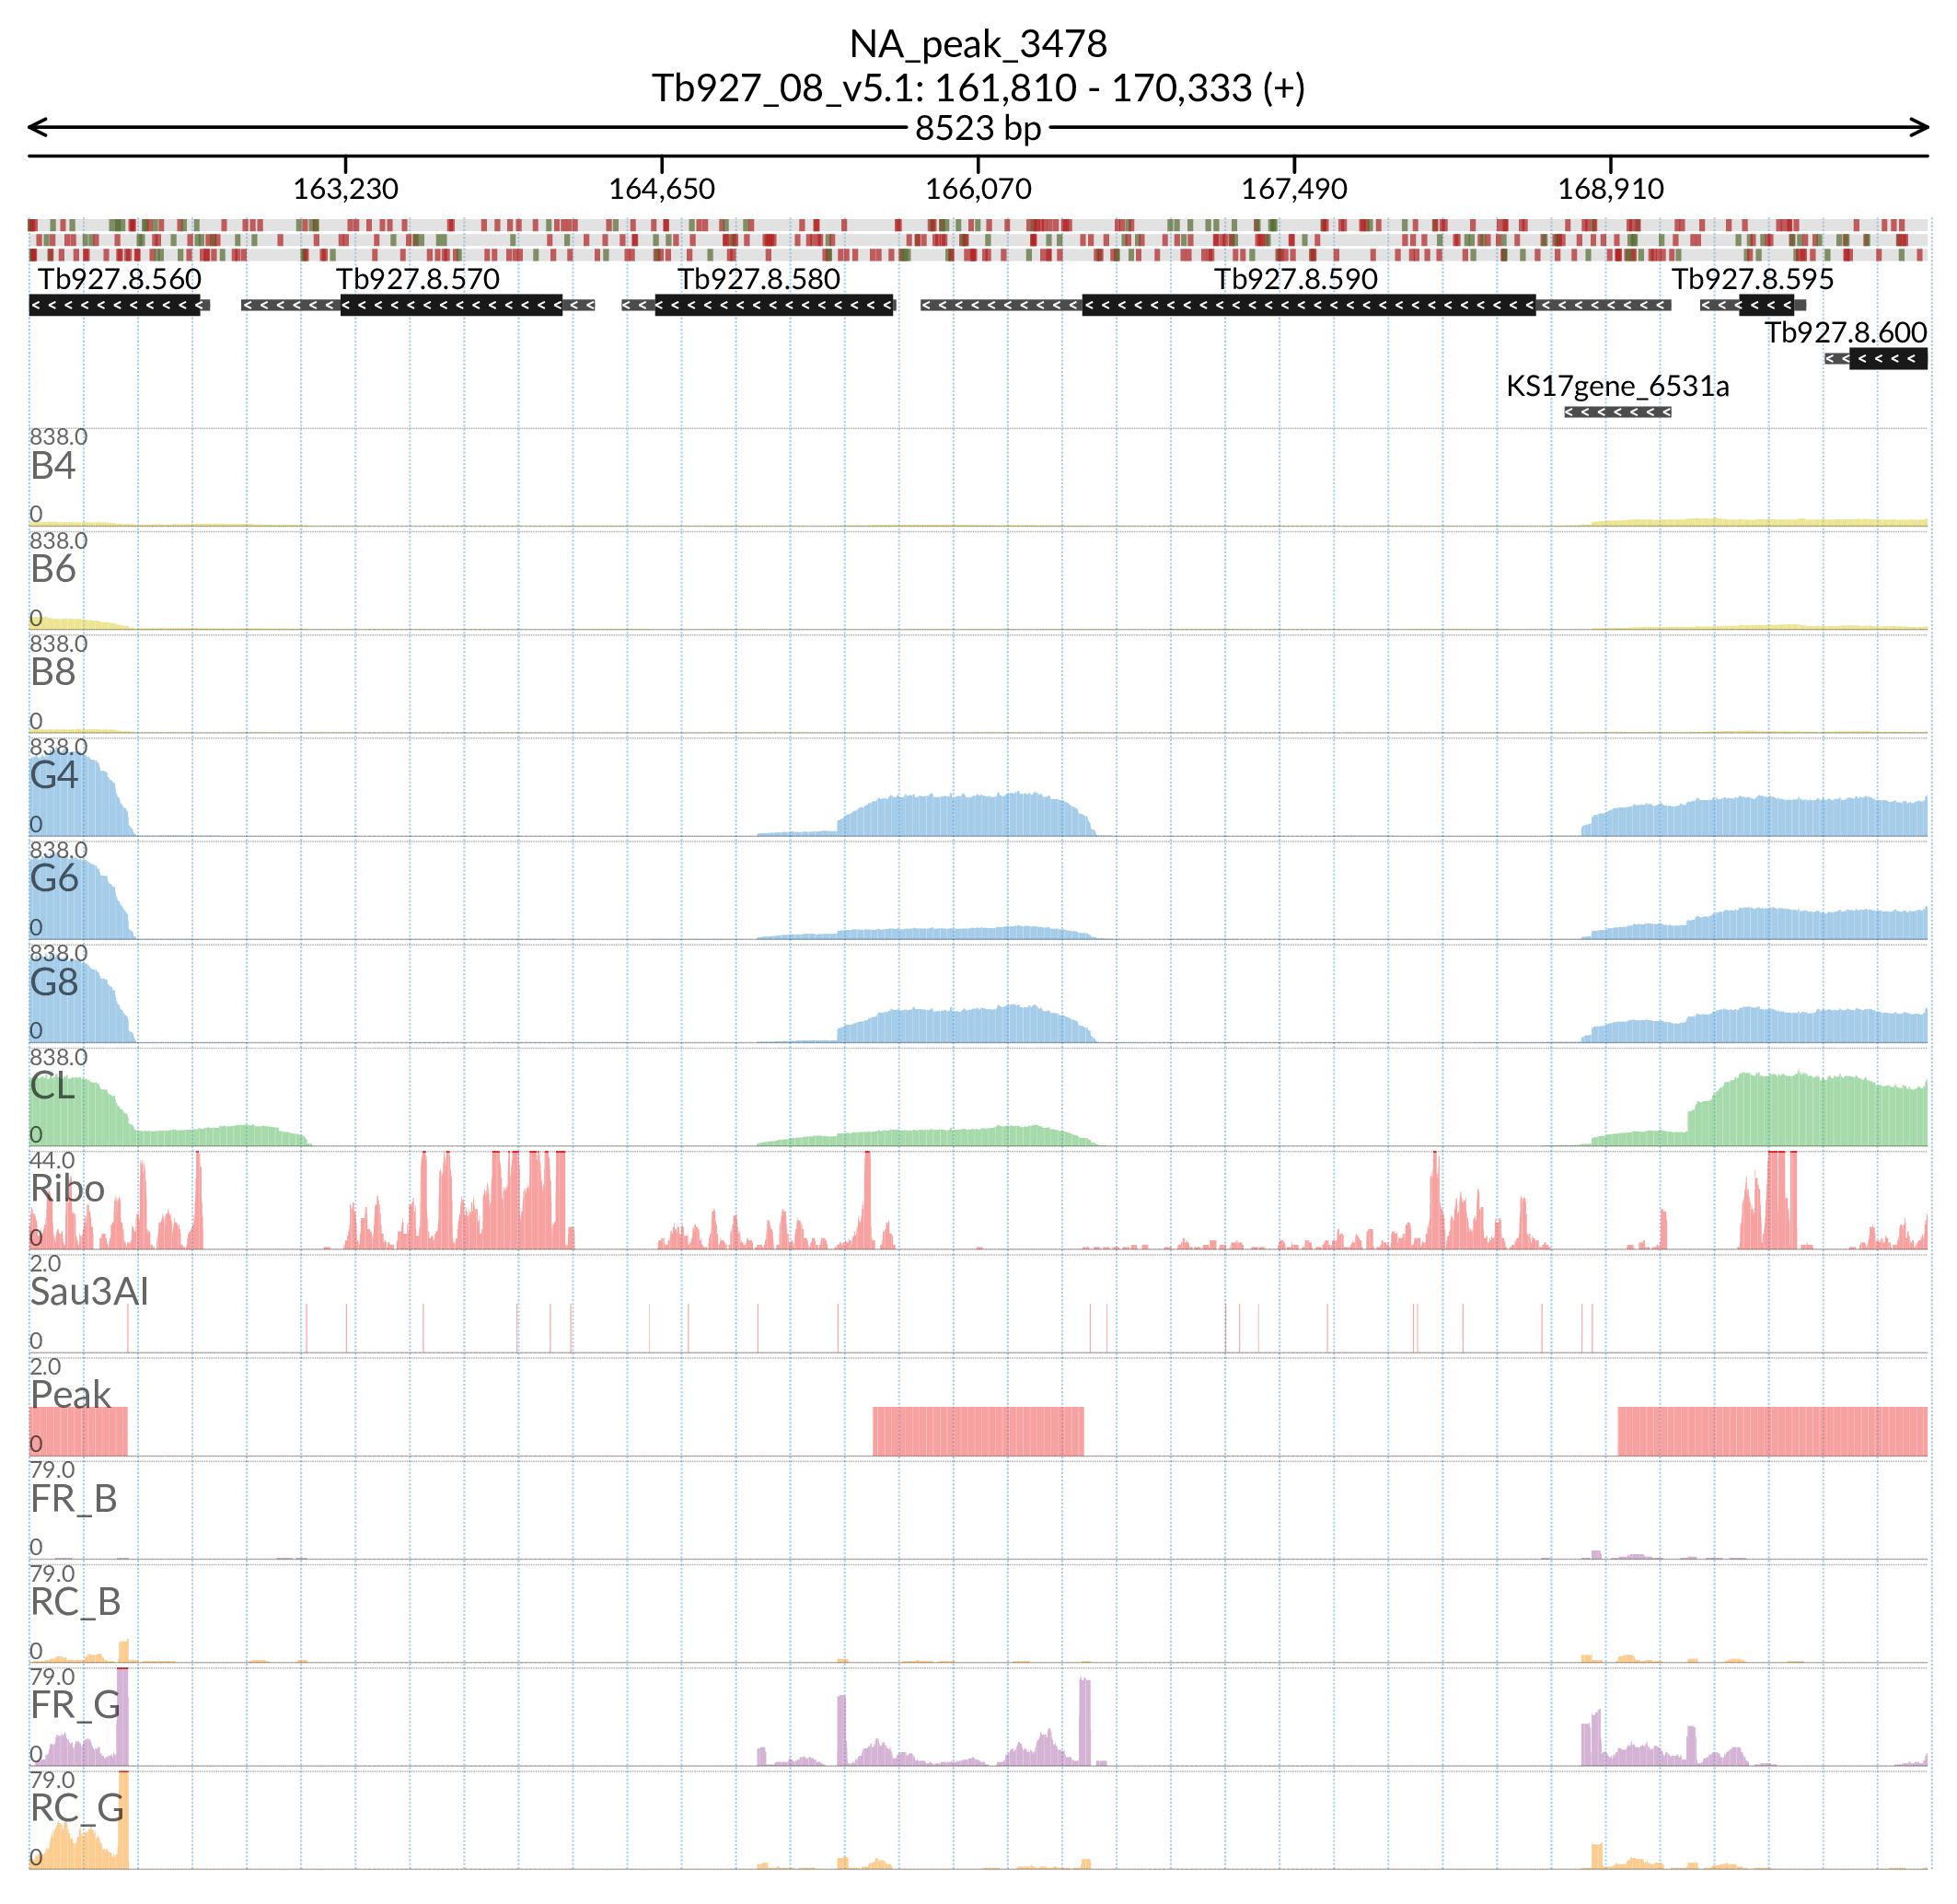 NA_peak_3478
Tb927_08_v5.1: 161,810 - 170,333 (+)
8523 bp
163,230 164,650 166,070 167,490 168,910
Tb927.8.560 Tb927.8.570 Tb927.8.580 Tb927.8.590 Tb927.8.595
Tb927.8.600
KS17gene_6531a
838.0
B4
0
838.0
B6
0
838.0
B8
0
838.0
G4
0
838.0
G6
0
838.0
G8
0
838.0
CL
0
44.0
Ribo
0
2.0
Sau3AI
0
2.0
Peak
0
79.0
FR_B
0
79.0
RC_B
0
79.0
FR_G
0
79.0
RC_G
0